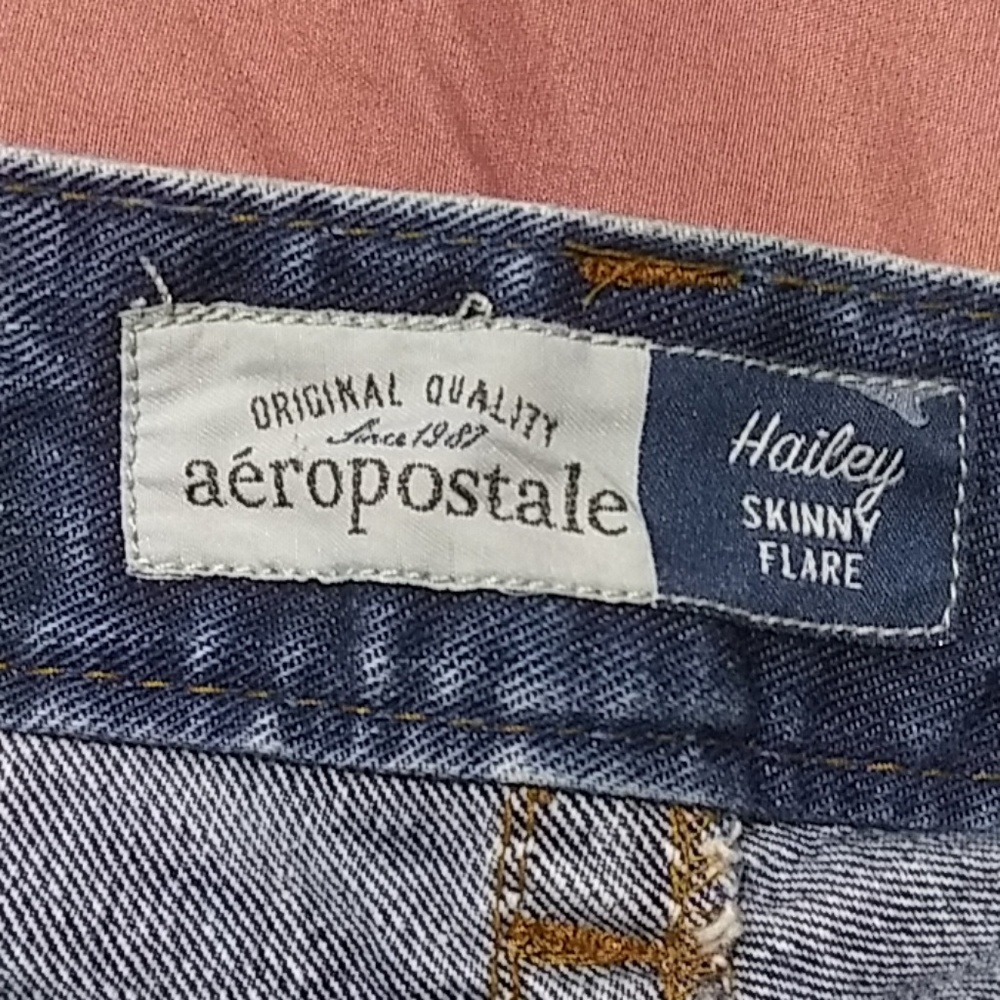 ORIGINAL QUALITY
Since 1987
aéropostale
Hailey
SKINNY
FLARE